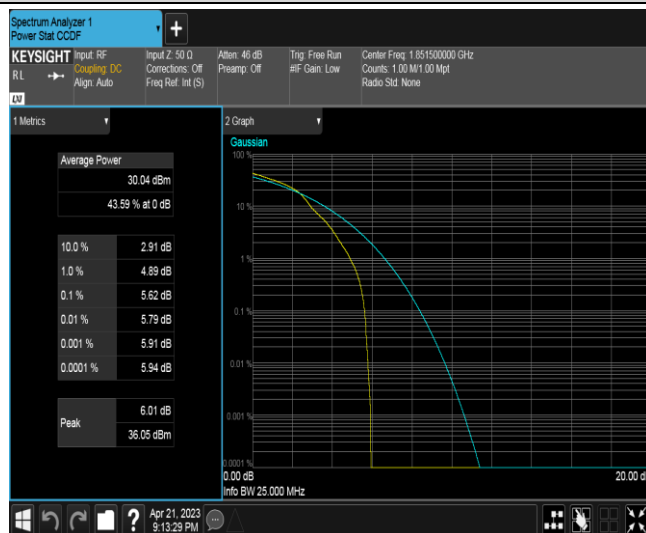 Spectrum Analyzer 1
Power Stat CCDF
+
KEYSIGHT
RL
LXI
Input: RF
Coupling: DC
Align: Auto
Input Z: 50 Ω
Corrections: Off
Freq Ref: Int (S)
Atten: 46 dB
Preamp: Off
Trig: Free Run
#IF Gain: Low
Center Freq: 1.851500000 GHz
Counts: 1.00 M/1.00 Mpt
Radio Std: None
1 Metrics
Average Power
30.04 dBm
43.59 % at 0 dB
10.0 % 2.91 dB
1.0 % 4.89 dB
0.1 % 5.62 dB
0.01 % 5.79 dB
0.001 % 5.91 dB
0.0001 % 5.94 dB
Peak
6.01 dB
36.05 dBm
2 Graph
Gaussian
100 %
10 %
1 %
0.1 %
0.01 %
0.001 %
0.0001 %
0.00 dB
20.00 d
Info BW 25.000 MHz
?
Apr 21, 2023
9:13:29 PM